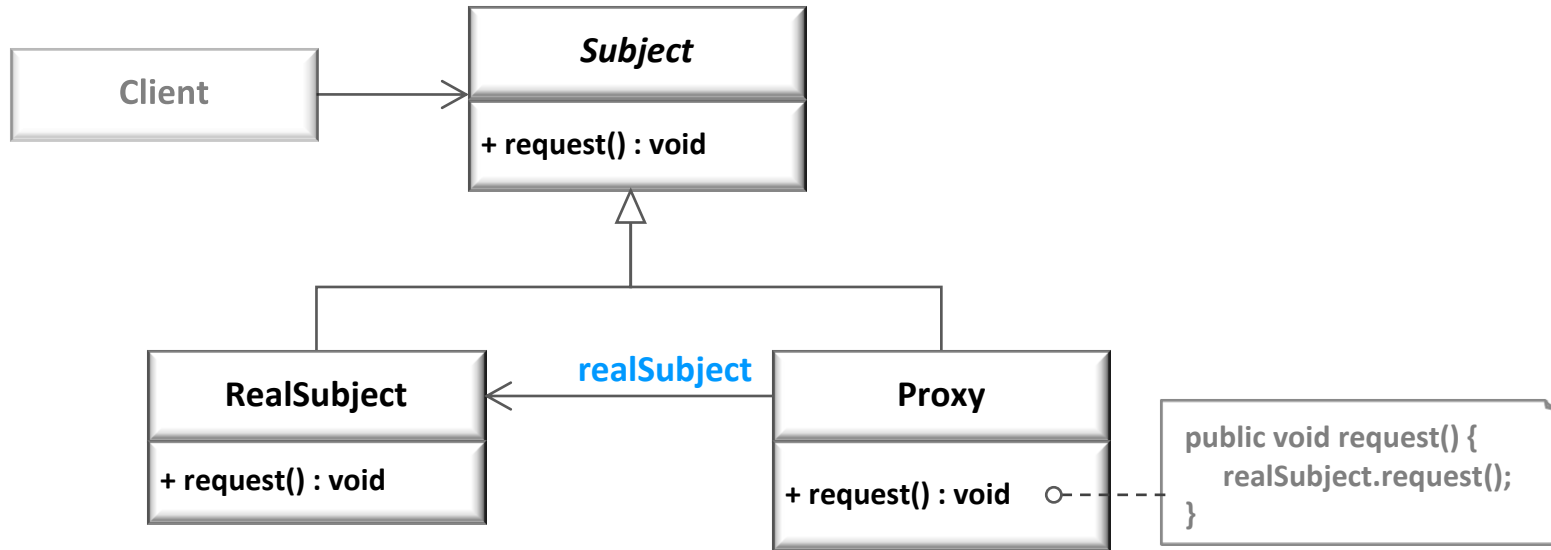 Subject
Client
+ request() : void
realSubject
RealSubject
Proxy
+ request() : void
+ request() : void
public void request() {
realSubject.request();
}